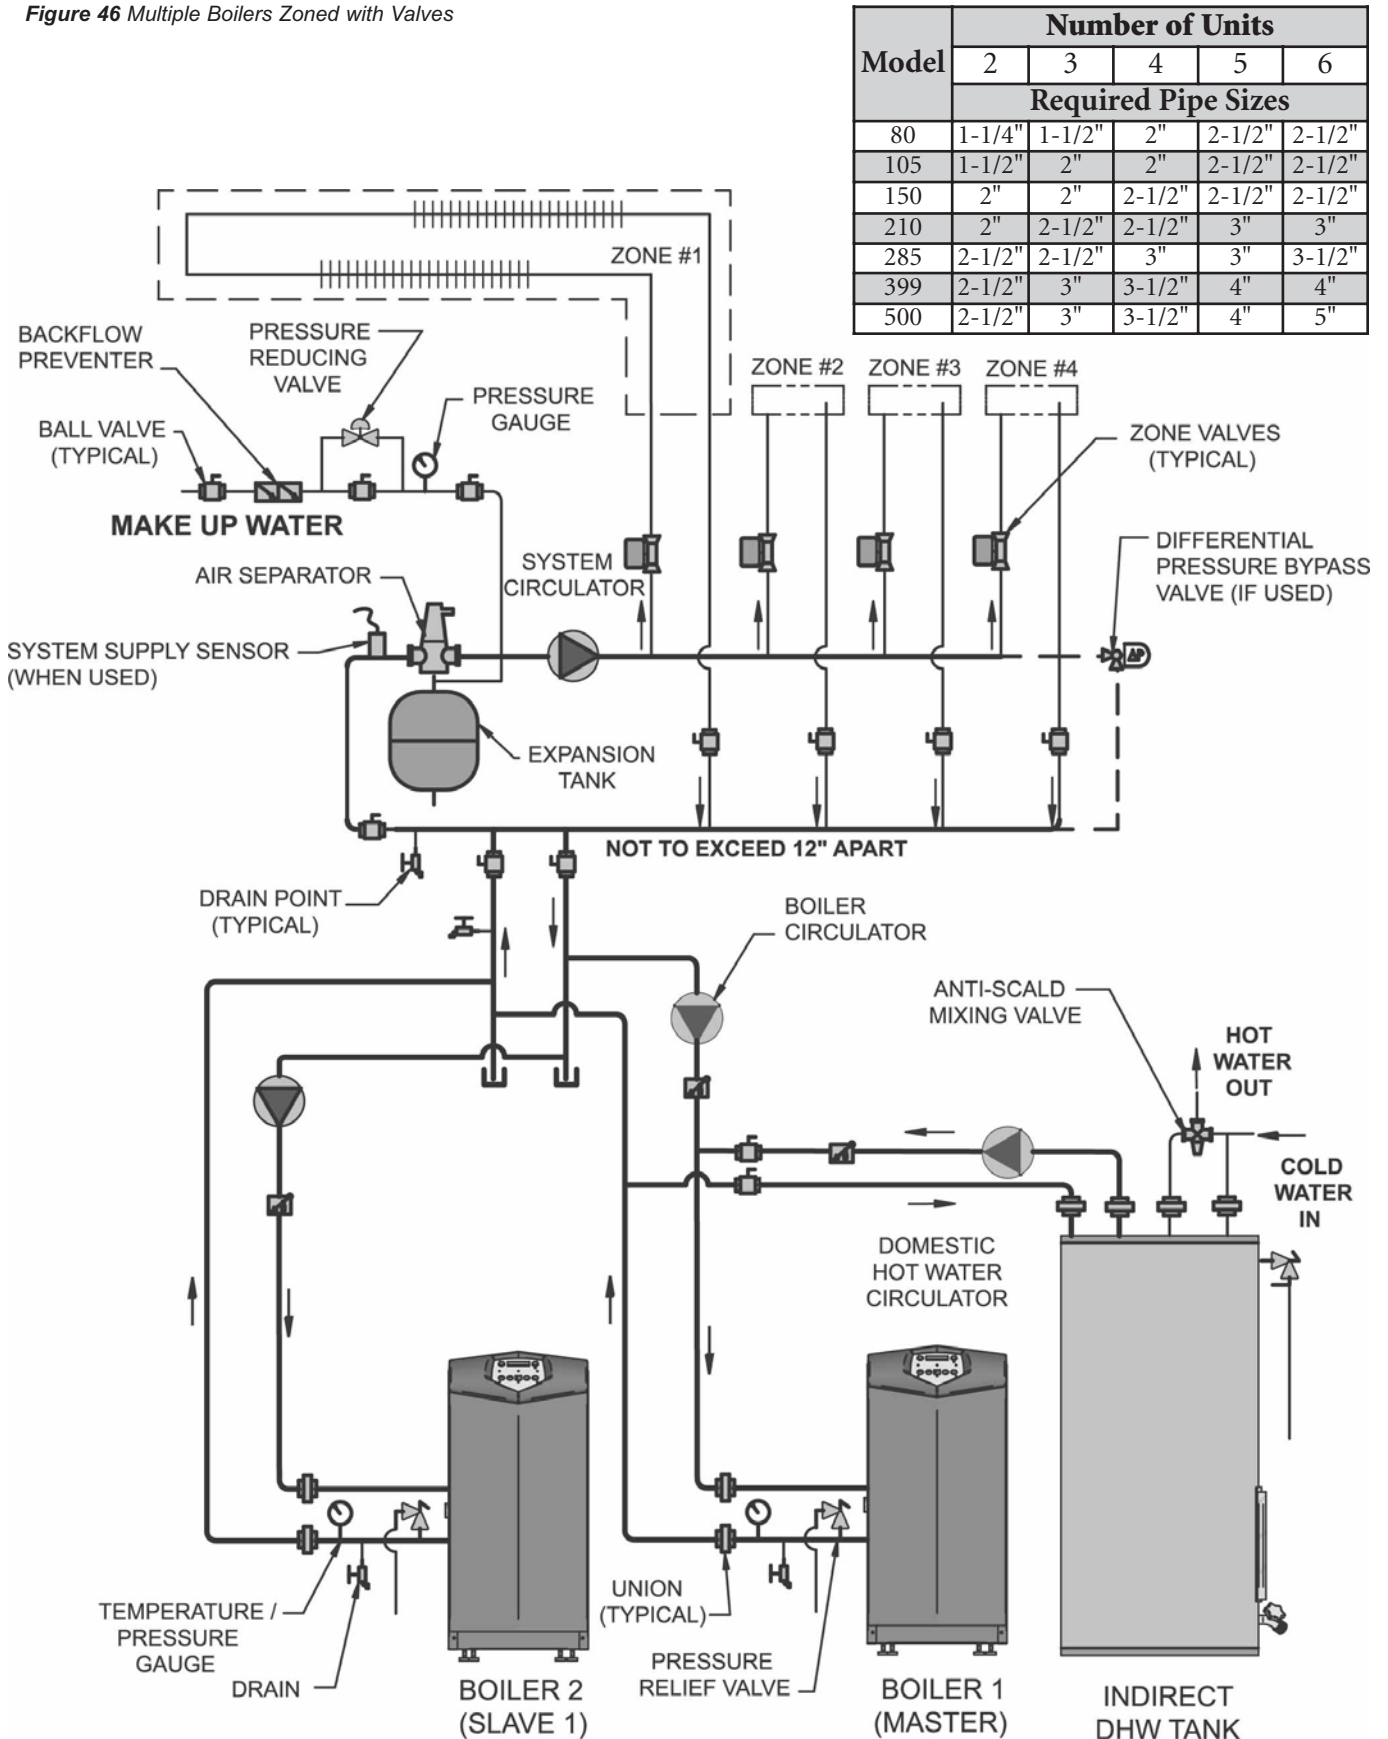 Figure 46 Multiple Boilers Zoned with Valves
Model
Number of Units
2 3 4 5 6
Required Pipe Sizes
80 1-1/4" 1-1/2" 2" 2-1/2" 2-1/2"
105 1-1/2" 2" 2" 2-1/2" 2-1/2"
150 2" 2" 2-1/2" 2-1/2" 2-1/2"
210 2" 2-1/2" 2-1/2" 3" 3"
285 2-1/2" 2-1/2" 3" 3" 3-1/2"
399 2-1/2" 3" 3-1/2" 4" 4"
500 2-1/2" 3" 3-1/2" 4" 5"
ZONE #1
BACKFLOW
PREVENTER
PRESSURE
REDUCING
VALVE
PRESSURE
GAUGE
ZONE #2
ZONE #3
ZONE #4
BALL VALVE
(TYPICAL)
ZONE VALVES
(TYPICAL)
MAKE UP WATER
AIR SEPARATOR
SYSTEM
CIRCULATOR
DIFFERENTIAL
PRESSURE BYPASS
VALVE (IF USED)
SYSTEM SUPPLY SENSOR
(WHEN USED)
ΔP
EXPANSION
TANK
NOT TO EXCEED 12" APART
DRAIN POINT
(TYPICAL)
BOILER
CIRCULATOR
ANTI-SCALD
MIXING VALVE
HOT
WATER
OUT
COLD
WATER
IN
DOMESTIC
HOT WATER
CIRCULATOR
TEMPERATURE /
PRESSURE
GAUGE
DRAIN
UNION
(TYPICAL)
PRESSURE
RELIEF VALVE
BOILER 2
(SLAVE 1)
BOILER 1
(MASTER)
INDIRECT
DHW TANK